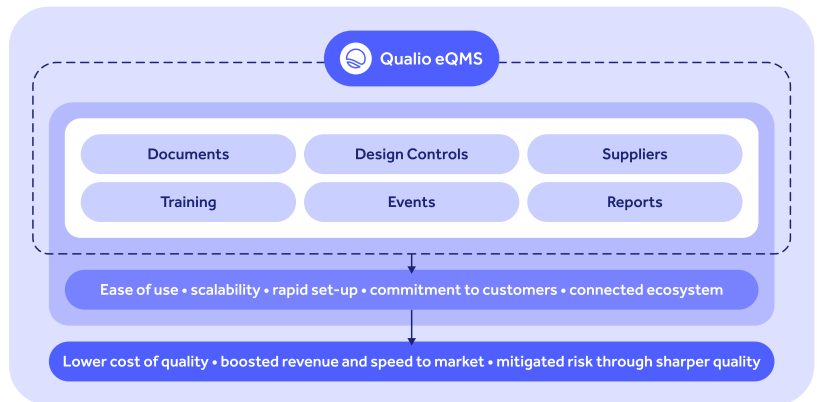 Qualio eQMS
Documents
Design Controls
Suppliers
Training
Events
Reports
Ease of use • scalability • rapid set-up • commitment to customers • connected ecosystem
Lower cost of quality • boosted revenue and speed to market • mitigated risk through sharper quality